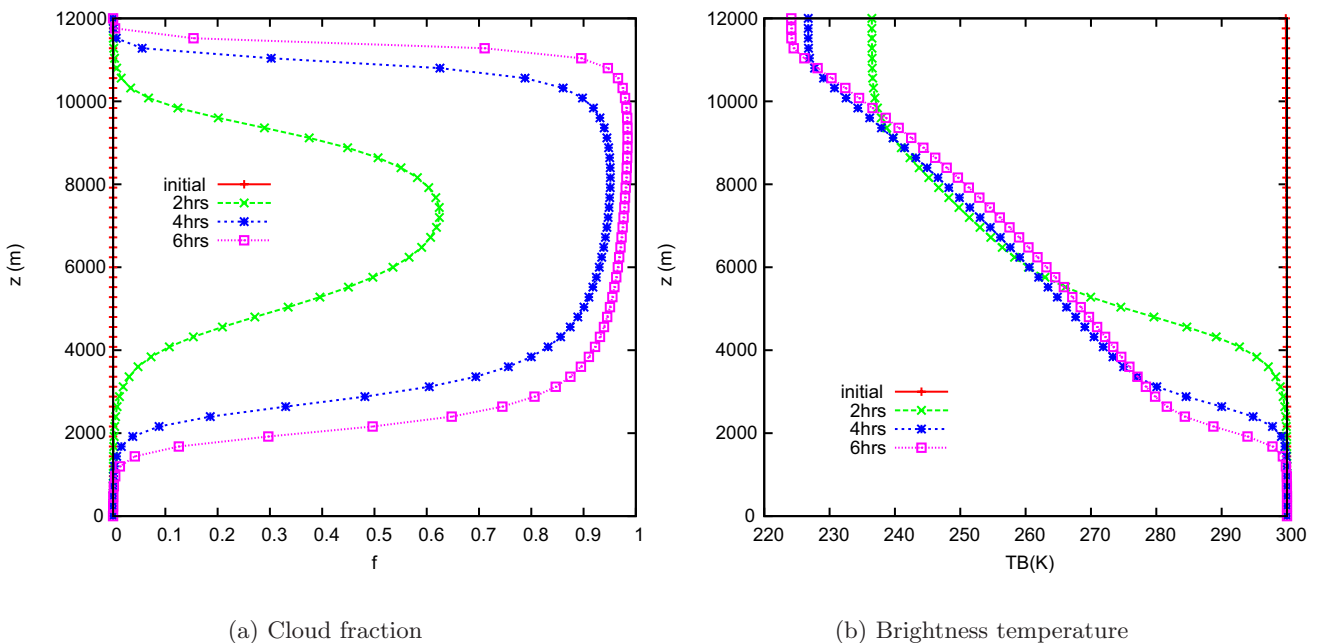 12000
10000
8000
6000
4000
2000
0
z (m)
initial
2hrs
4hrs
6hrs
0 0.1 0.2 0.3 0.4 0.5 0.6 0.7 0.8 0.9 1
f
(a) Cloud fraction
12000
10000
8000
6000
4000
2000
0
z (m)
initial
2hrs
4hrs
6hrs
220 230 240 250 260 270 280 290 300
TB(K)
(b) Brightness temperature